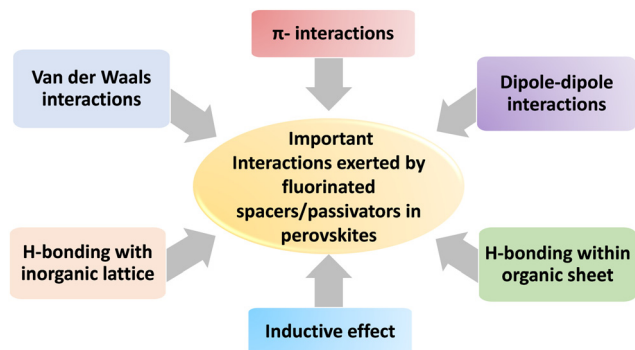 π- interactions
Van der Waals
interactions
Dipole-dipole
interactions
Important
Interactions exerted by
fluorinated
spacers/passivators in
perovskites
H-bonding with
inorganic lattice
H-bonding within
organic sheet
Inductive effect